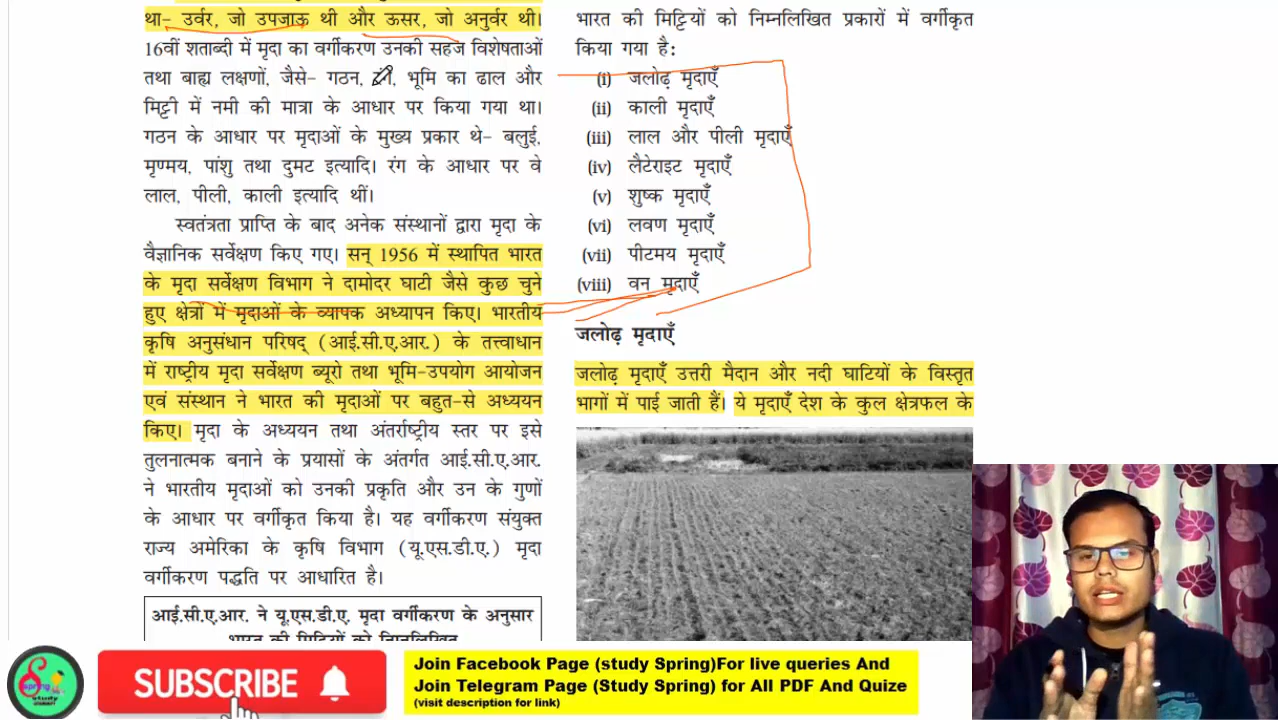 था– उर्वर, जो उपजाऊ थी और ऊसर, जो अनुर्वर थी।
16वीं शताब्दी में मृदा का वर्गीकरण उनकी सहज विशेषताओं
तथा बाह्य लक्षणों, जैसे– गठन, रंग, भूमि का ढाल और
मिट्टी में नमी की मात्रा के आधार पर किया गया था।
गठन के आधार पर मृदाओं के मुख्य प्रकार थे– बलुई,
मृण्मय, पांशु तथा दुमट इत्यादि। रंग के आधार पर वे
लाल, पीली, काली इत्यादि थीं।
स्वतंत्रता प्राप्ति के बाद अनेक संस्थानों द्वारा मृदा के
वैज्ञानिक सर्वेक्षण किए गए। सन् 1956 में स्थापित भारत
के मृदा सर्वेक्षण विभाग ने दामोदर घाटी जैसे कुछ चुने
हुए क्षेत्रों में मृदाओं के व्यापक अध्यापन किए। भारतीय
कृषि अनुसंधान परिषद् (आई.सी.ए.आर.) के तत्त्वाधान
में राष्ट्रीय मृदा सर्वेक्षण ब्यूरो तथा भूमि-उपयोग आयोजन
एवं संस्थान ने भारत की मृदाओं पर बहुत-से अध्ययन
किए। मृदा के अध्ययन तथा अंतर्राष्ट्रीय स्तर पर इसे
तुलनात्मक बनाने के प्रयासों के अंतर्गत आई.सी.ए.आर.
ने भारतीय मृदाओं को उनकी प्रकृति और उन के गुणों
के आधार पर वर्गीकृत किया है। यह वर्गीकरण संयुक्त
राज्य अमेरिका के कृषि विभाग (यू.एस.डी.ए.) मृदा
वर्गीकरण पद्धति पर आधारित है।
आई.सी.ए.आर. ने यू.एस.डी.ए. मृदा वर्गीकरण के अनुसार
भारत की मिट्टियों को निम्नलिखित
भारत की मिट्टियों को निम्नलिखित प्रकारों में वर्गीकृत
किया गया है:
(i) जलोढ़ मृदाएँ
(ii) काली मृदाएँ
(iii) लाल और पीली मृदाएँ
(iv) लैटेराइट मृदाएँ
(v) शुष्क मृदाएँ
(vi) लवण मृदाएँ
(vii) पीटमय मृदाएँ
(viii) वन मृदाएँ
जलोढ़ मृदाएँ
जलोढ़ मृदाएँ उत्तरी मैदान और नदी घाटियों के विस्तृत
भागों में पाई जाती हैं। ये मृदाएँ देश के कुल क्षेत्रफल के
SUBSCRIBE
Join Facebook Page (study Spring)For live queries And
Join Telegram Page (Study Spring) for All PDF And Quize
(visit description for link)